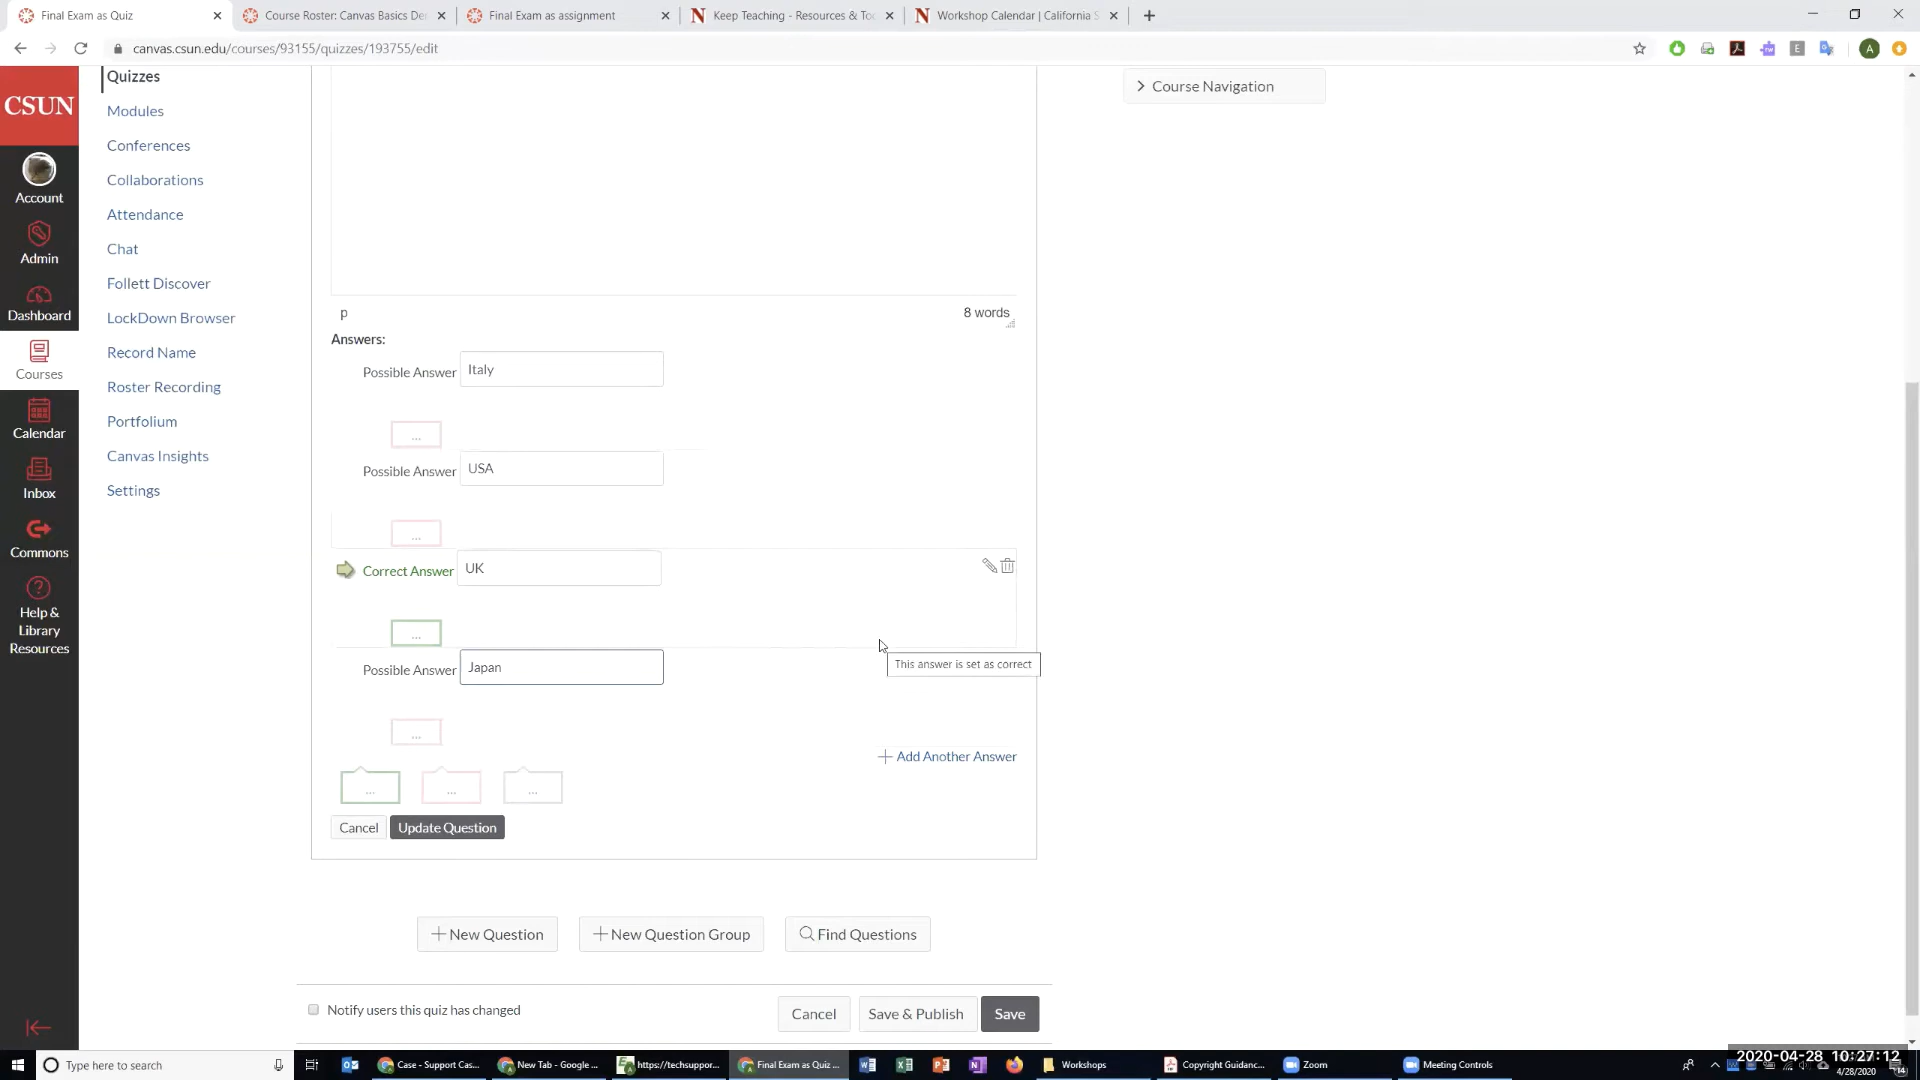 Final Exam as Quiz
Course Roster: Canvas Basics De
Final Exam as assignment
Keep Teaching - Resources & To
Workshop Calendar | California S
canvas.csun.edu/courses/93155/quizzes/193755/edit
CSUN
Account
Admin
Dashboard
Courses
Calendar
Inbox
Commons
Help &
Library
Resources
Quizzes
Modules
Conferences
Collaborations
Attendance
Chat
Follett Discover
LockDown Browser
Record Name
Roster Recording
Portfolium
Canvas Insights
Settings
Course Navigation
p
8 words
Answers:
Possible Answer Italy
...
Possible Answer USA
...
Correct Answer UK
...
This answer is set as correct
Possible Answer Japan
...
+ Add Another Answer
... ... ...
Cancel Update Question
+ New Question
+ New Question Group
Find Questions
Notify users this quiz has changed
Cancel Save & Publish Save
Type here to search
Case - Support Cas...
New Tab - Google ...
https://techsuppor...
Final Exam as Quiz ...
Workshops
Copyright Guidanc...
Zoom
Meeting Controls
2020-04-28 10:27:12
4/28/2020